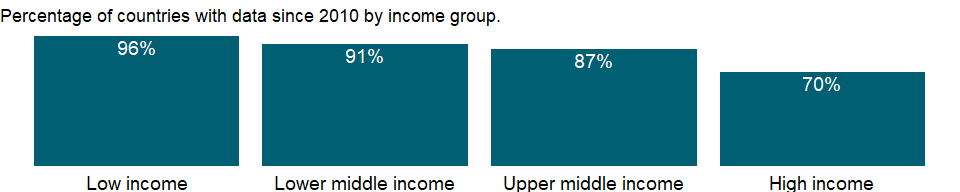 Percentage of countries with data since 2010 by income group.
96%
91%
87%
70%
Low income
Lower middle income
Upper middle income
High income